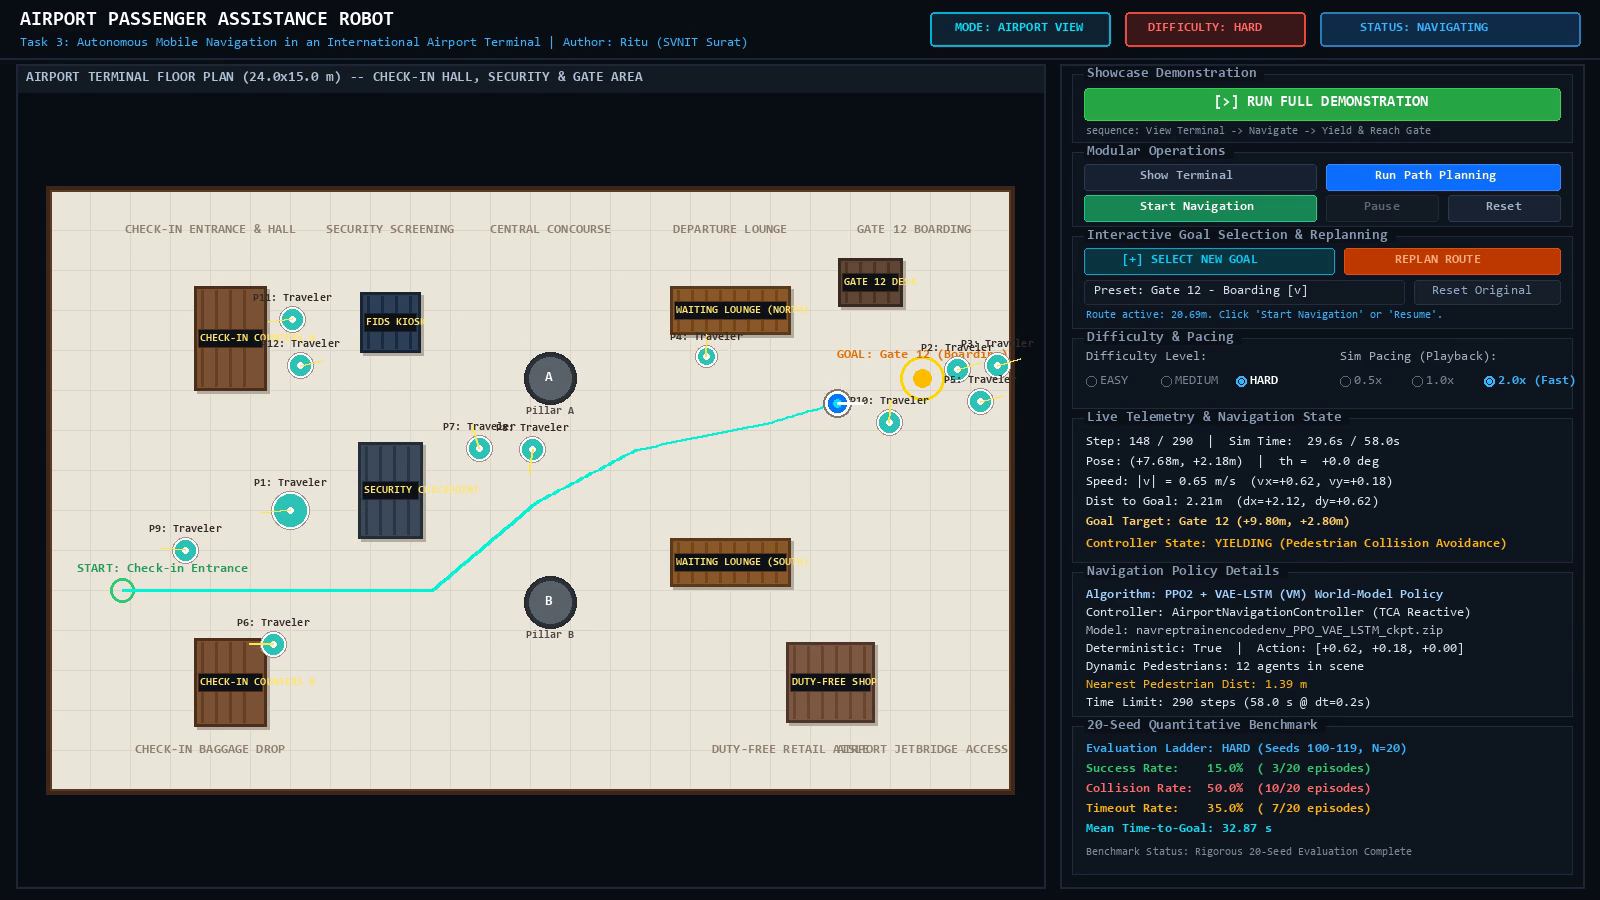 AIRPORT PASSENGER ASSISTANCE ROBOT
Task 3: Autonomous Mobile Navigation in an International Airport Terminal | Author: Ritu (SVNIT Surat)
MODE: AIRPORT VIEW
DIFFICULTY: HARD
STATUS: NAVIGATING
AIRPORT TERMINAL FLOOR PLAN (24.0x15.0 m) -- CHECK-IN HALL, SECURITY & GATE AREA
CHECK-IN ENTRANCE & HALL
SECURITY SCREENING
CENTRAL CONCOURSE
DEPARTURE LOUNGE
GATE 12 BOARDING
GATE 12 DESK
P11: Traveler
WAITING LOUNGE (NORTH)
FIDS KIOSK
CHECK-IN
P12: Traveler
P4: Traveler
P2: Traveler
P3: Traveler
GOAL: Gate 12 (Boarding)
A
P5: Traveler
Pillar A
P10: Traveler
P7: Traveler
P8: Traveler
P1: Traveler
SECURITY CHECKPOINT
P9: Traveler
START: Check-in Entrance
WAITING LOUNGE (SOUTH)
B
P6: Traveler
Pillar B
CHECK-IN
DUTY-FREE SHOP
CHECK-IN BAGGAGE DROP
DUTY-FREE RETAIL
AIRPORT JETBRIDGE ACCESS
Showcase Demonstration
[>] RUN FULL DEMONSTRATION
sequence: View Terminal -> Navigate -> Yield & Reach Gate
Modular Operations
Show Terminal
Run Path Planning
Start Navigation
Pause
Reset
Interactive Goal Selection & Replanning
[+] SELECT NEW GOAL
REPLAN ROUTE
Preset: Gate 12 - Boarding [v]
Reset Original
Route active: 20.69m. Click 'Start Navigation' or 'Resume'.
Difficulty & Pacing
Difficulty Level:
Sim Pacing (Playback):
EASY
MEDIUM
HARD
0.5x
1.0x
2.0x (Fast)
Live Telemetry & Navigation State
Step: 148 / 290 | Sim Time: 29.6s / 58.0s
Pose: (+7.68m, +2.18m) | th = +0.0 deg
Speed: |v| = 0.65 m/s (vx=+0.62, vy=+0.18)
Dist to Goal: 2.21m (dx=+2.12, dy=+0.62)
Goal Target: Gate 12 (+9.80m, +2.80m)
Controller State: YIELDING (Pedestrian Collision Avoidance)
Navigation Policy Details
Algorithm: PPO2 + VAE-LSTM (VM) World-Model Policy
Controller: AirportNavigationController (TCA Reactive)
Model: navreptrainencodedenv_PPO_VAE_LSTM_ckpt.zip
Deterministic: True | Action: [+0.62, +0.18, +0.00]
Dynamic Pedestrians: 12 agents in scene
Nearest Pedestrian Dist: 1.39 m
Time Limit: 290 steps (58.0 s @ dt=0.2s)
20-Seed Quantitative Benchmark
Evaluation Ladder: HARD (Seeds 100-119, N=20)
Success Rate: 15.0% ( 3/20 episodes)
Collision Rate: 50.0% (10/20 episodes)
Timeout Rate: 35.0% ( 7/20 episodes)
Mean Time-to-Goal: 32.87 s
Benchmark Status: Rigorous 20-Seed Evaluation Complete